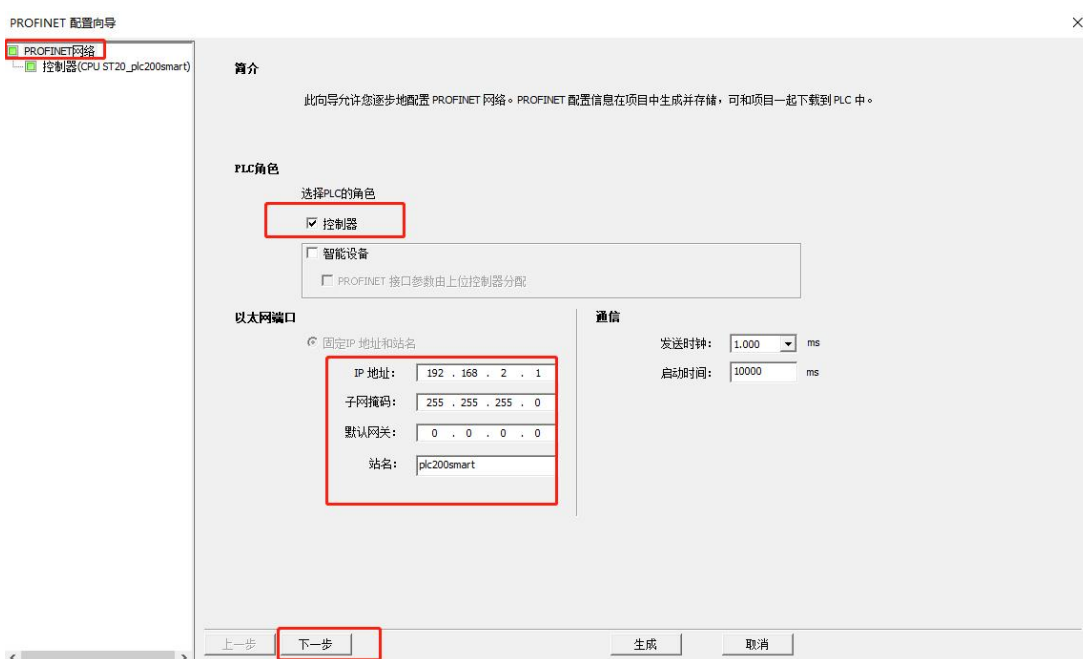 PROFINET 配置向导
PROFINET网络
控制器(CPU ST20_plc200smart)
简介
此向导允许您逐步地配置 PROFINET 网络。PROFINET 配置信息在项目中生成并存储，可和项目一起下载到 PLC 中。
PLC角色
选择PLC的角色
控制器
智能设备
PROFINET 接口参数由上位控制器分配
以太网端口
固定IP 地址和站名
IP 地址： 192 . 168 . 2 . 1
子网掩码： 255 . 255 . 255 . 0
默认网关： 0 . 0 . 0 . 0
站名： plc200smart
通信
发送时钟： 1.000 ms
启动时间： 10000 ms
上一步 下一步 生成 取消